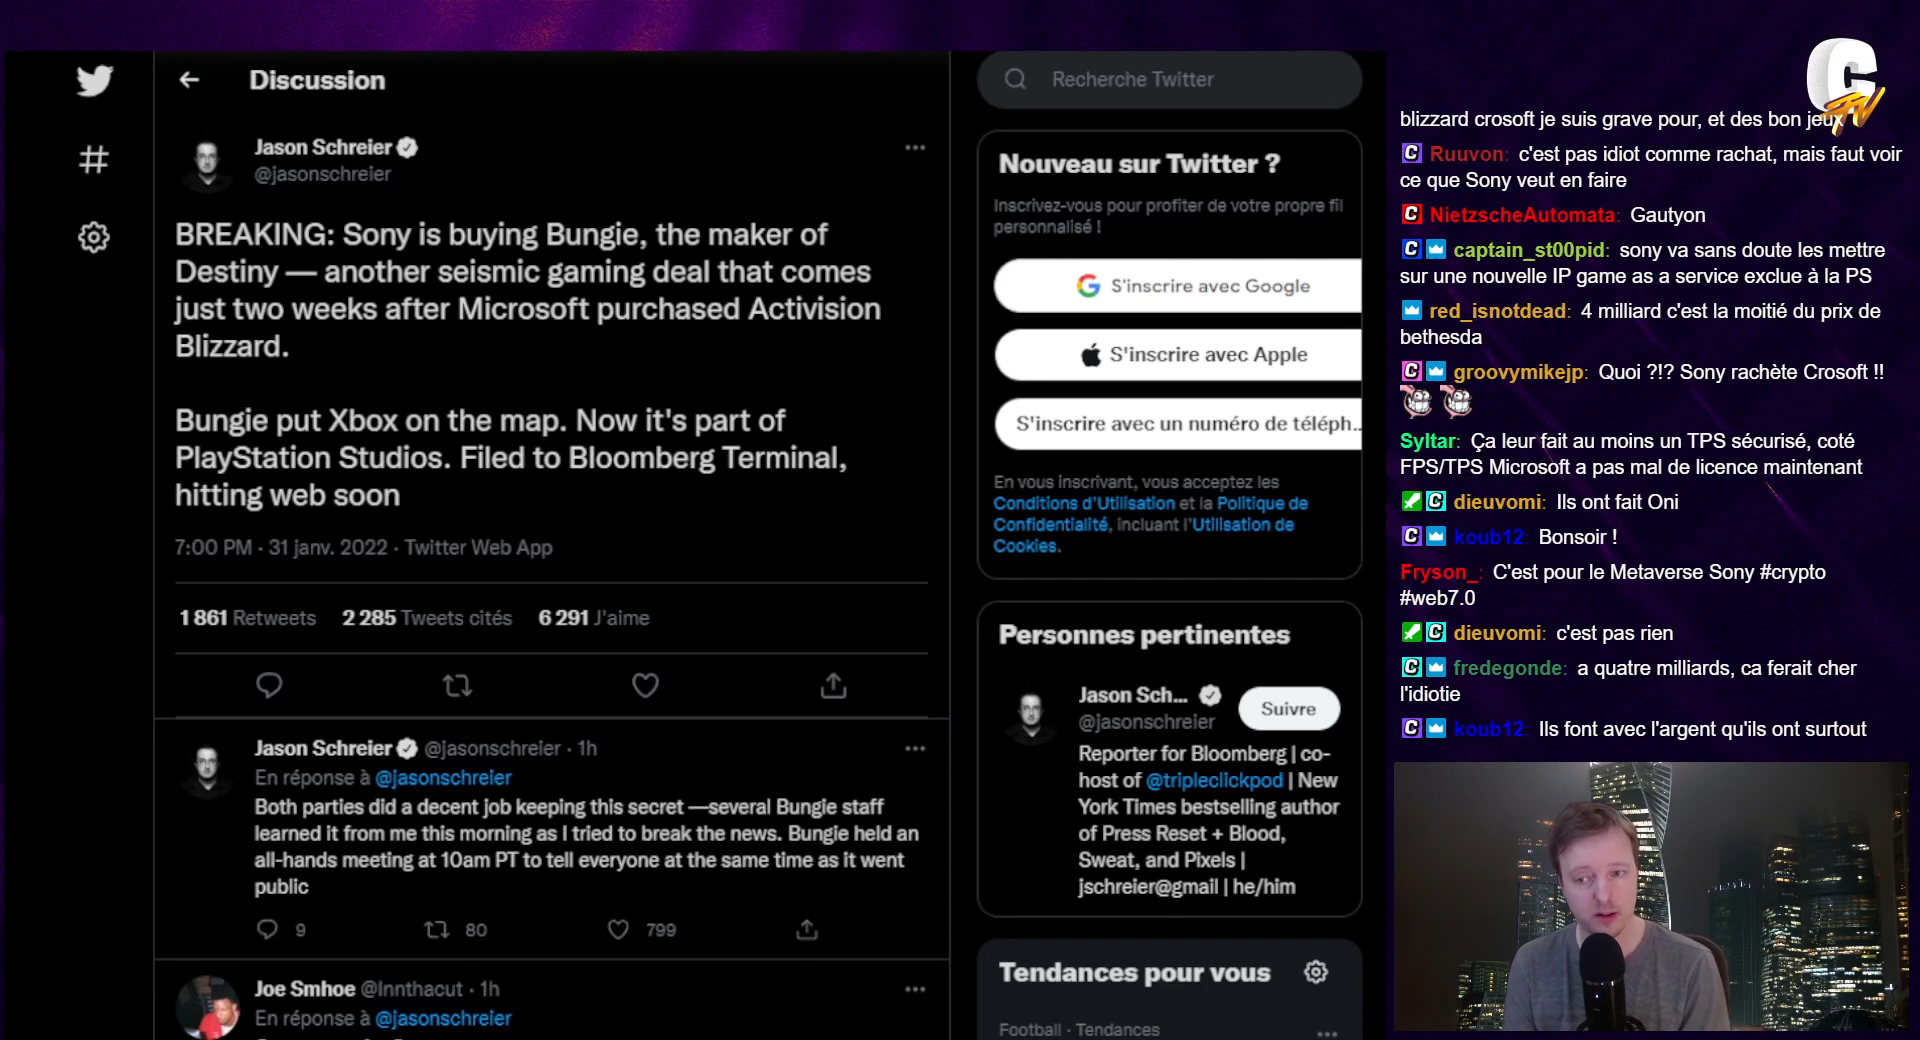 Discussion
Jason Schreier
@jasonschreier
BREAKING: Sony is buying Bungie, the maker of
Destiny — another seismic gaming deal that comes
just two weeks after Microsoft purchased Activision
Blizzard.
Bungie put Xbox on the map. Now it's part of
PlayStation Studios. Filed to Bloomberg Terminal,
hitting web soon
7:00 PM · 31 janv. 2022 · Twitter Web App
1 861 Retweets 2 285 Tweets cités 6 291 J'aime
Jason Schreier @jasonschreier · 1h
En réponse à @jasonschreier
Both parties did a decent job keeping this secret —several Bungie staff
learned it from me this morning as I tried to break the news. Bungie held an
all-hands meeting at 10am PT to tell everyone at the same time as it went
public
9 80 799
Joe Smhoe @Innthacut · 1h
En réponse à @jasonschreier
Recherche Twitter
Nouveau sur Twitter ?
Inscrivez-vous pour profiter de votre propre fil
personnalisé !
S'inscrire avec Google
S'inscrire avec Apple
S'inscrire avec un numéro de téléph..
En vous inscrivant, vous acceptez les
Conditions d'Utilisation et la Politique de
Confidentialité, incluant l'Utilisation de
Cookies.
Personnes pertinentes
Jason Sch... Suivre
@jasonschreier
Reporter for Bloomberg | co-
host of @tripleclickpod | New
York Times bestselling author
of Press Reset + Blood,
Sweat, and Pixels |
jschreier@gmail | he/him
Tendances pour vous
Football · Tendances
C TV
blizzard crosoft je suis grave pour, et des bon jeux
Ruuvon: c'est pas idiot comme rachat, mais faut voir
ce que Sony veut en faire
NietzscheAutomata: Gautyon
captain_st00pid: sony va sans doute les mettre
sur une nouvelle IP game as a service exclue à la PS
red_isnotdead: 4 milliard c'est la moitié du prix de
bethesda
groovymikejp: Quoi ?!? Sony rachète Crosoft !!
Syltar: Ça leur fait au moins un TPS sécurisé, coté
FPS/TPS Microsoft a pas mal de licence maintenant
dieuvomi: Ils ont fait Oni
koub12: Bonsoir !
Fryson_: C'est pour le Metaverse Sony #crypto
#web7.0
dieuvomi: c'est pas rien
fredegonde: a quatre milliards, ca ferait cher
l'idiotie
koub12: Ils font avec l'argent qu'ils ont surtout